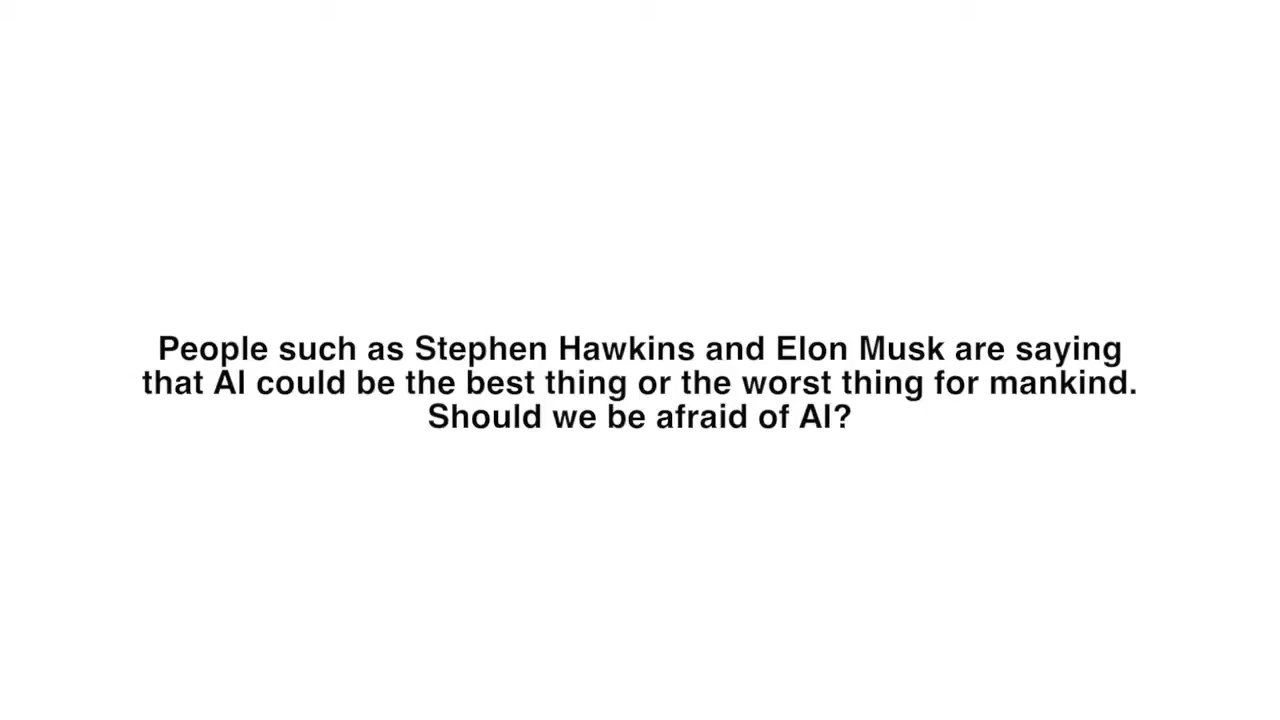 People such as Stephen Hawkins and Elon Musk are saying
that AI could be the best thing or the worst thing for mankind.
Should we be afraid of AI?